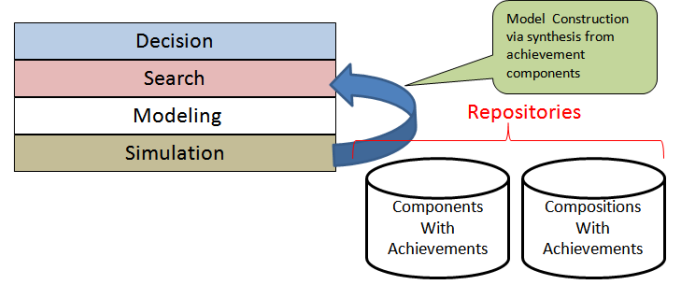 Decision
Search
Modeling
Simulation
Model Construction
via synthesis from
achievement
components
Repositories
Components
With
Achievements
Compositions
With
Achievements